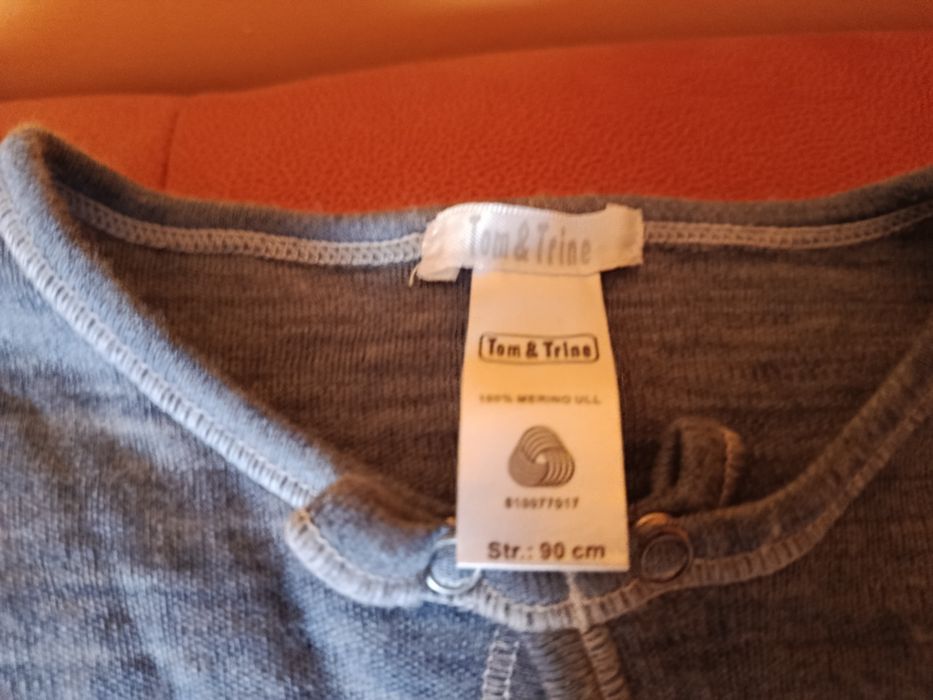 Tom & Trine
Tom & Trine
100% MERINO ULL
810077017
Str.: 90 cm